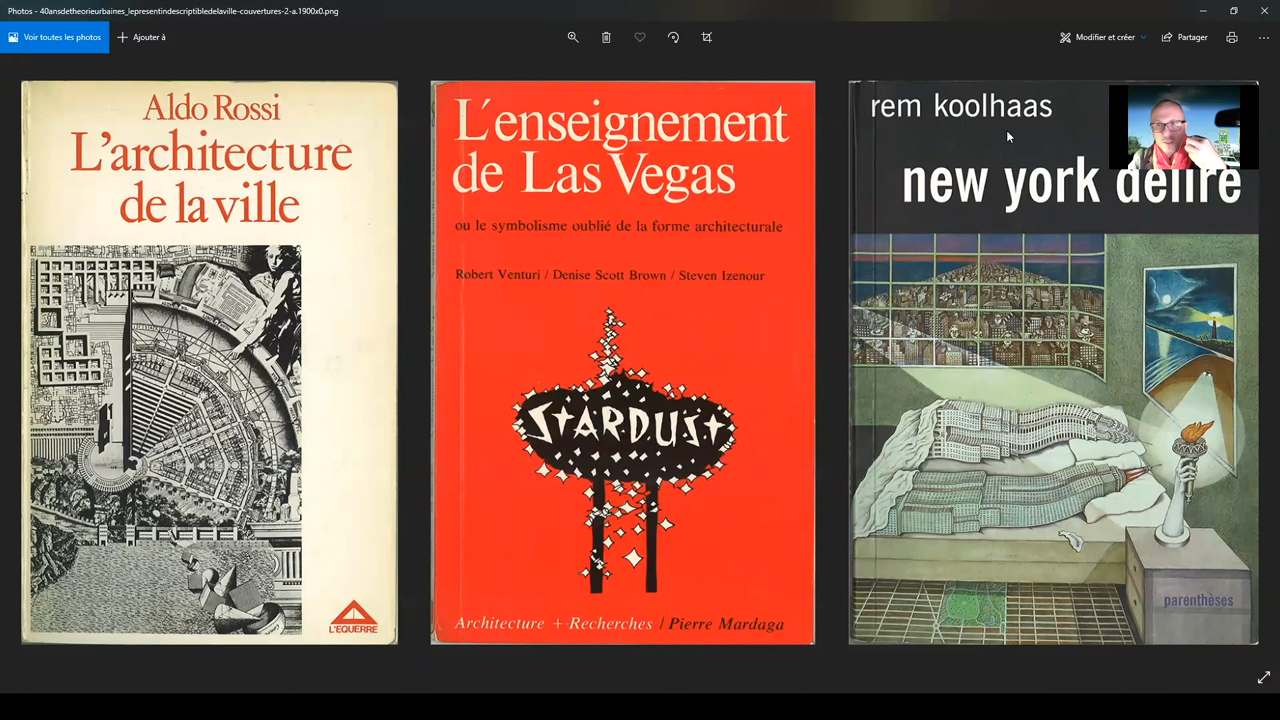 Photos - 40ansdetheorieurbaines_lepresentindescriptibledelaville-couvertures-2-a.1900x0.png
Voir toutes les photos
Ajouter à
Modifier et créer
Partager
Aldo Rossi
L'architecture
de la ville
L'EQUERRE
L'enseignement
de Las Vegas
ou le symbolisme oublié de la forme architecturale
Robert Venturi / Denise Scott Brown / Steven Izenour
STARDUST
Architecture + Recherches / Pierre Mardaga
rem koolhaas
new york délire
parenthèses